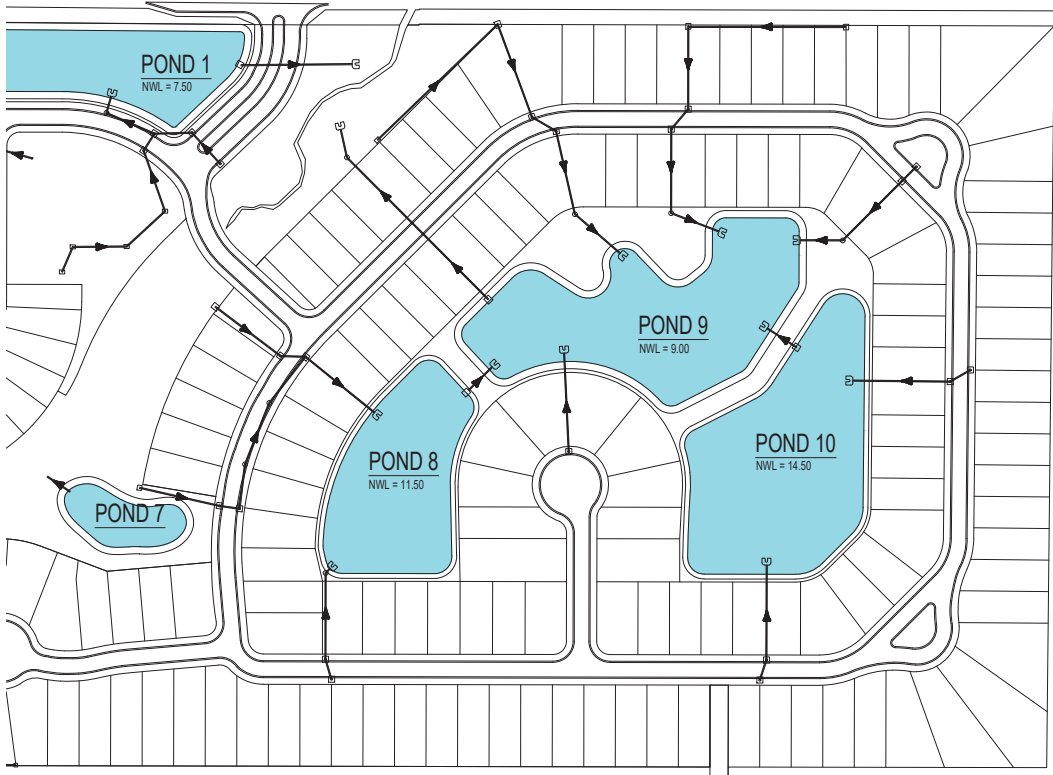 POND 1
NWL = 7.50
POND 9
NWL = 9.00
POND 8
NWL = 11.50
POND 10
NWL = 14.50
POND 7